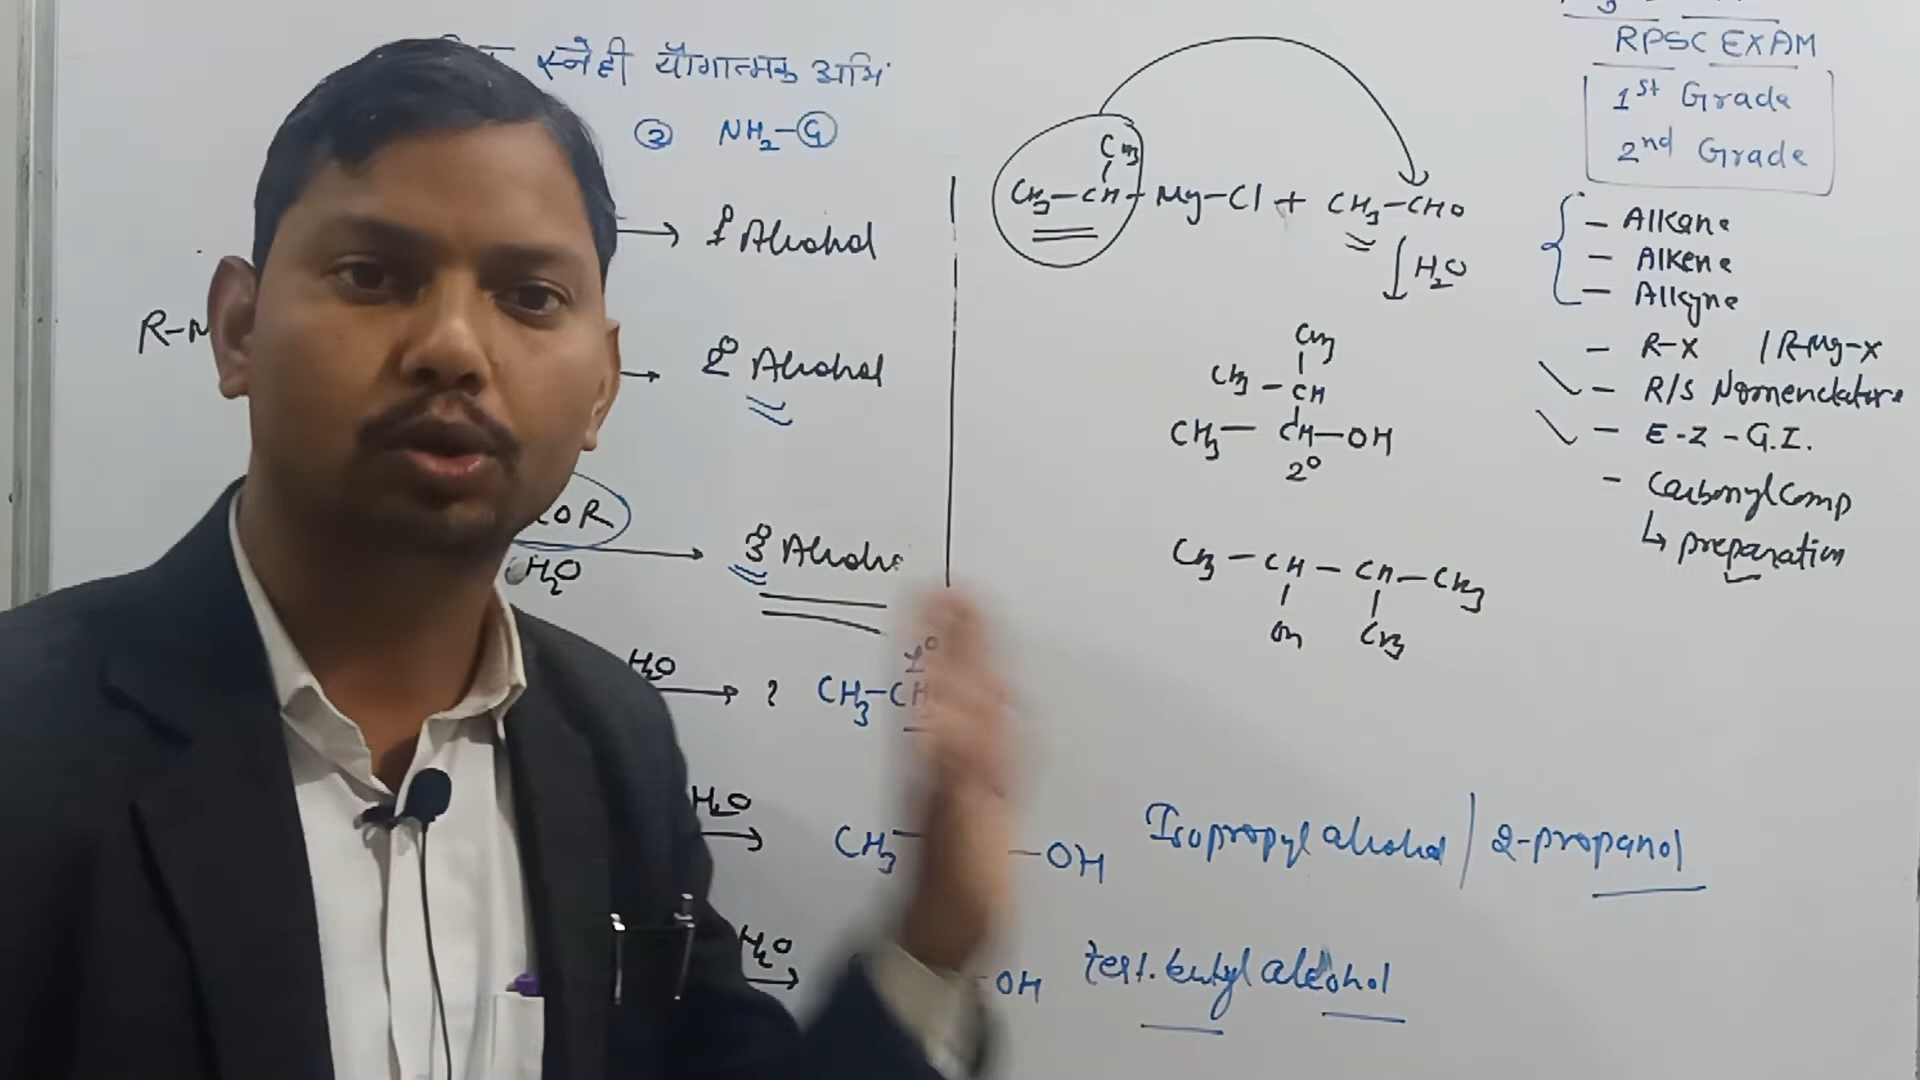 स्नेही यौगात्मक अभि
② NH2-Ⓖ
→ 1° Alcohol
R-M
→ 2° Alcohol
COR
H2O
→ 3° Alcoho
1°
H2O
→ ? CH3-CH
H2O
→ CH3 -OH Isopropyl alcohol / 2-propanol
H2O
→ -OH tert. butyl alcohol
CH3
CH3-CH-Mg-Cl + CH3-CHO
↓ H2O
CH3
CH3-CH
CH3-CH-OH
2°
CH3-CH-CH-CH3
OH CH3
RPSC EXAM
1st Grade
2nd Grade
- Alkane
- Alkene
- Alkyne
- R-X / R-Mg-X
- R/S Nomenclature
- E-Z-G.I.
- Carbonyl Comp
↳ preparation